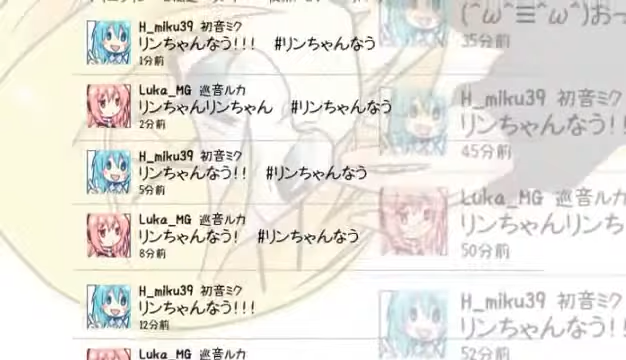 H_miku39 初音ミク
リンちゃんなう!!! #リンちゃんなう
1分前
Luka_MG 巡音ルカ
リンちゃんリンちゃん #リンちゃんなう
2分前
H_miku39 初音ミク
リンちゃんなう!! #リンちゃんなう
5分前
Luka_MG 巡音ルカ
リンちゃんなう! #リンちゃんなう
8分前
H_miku39 初音ミク
リンちゃんなう!!!
12分前
Luka_MG 巡音ルカ
(^ω^≡^ω^)おっ
35分前
H_miku39 初音ミク
リンちゃんなう!!
45分前
Luka_MG 巡音ルカ
リンちゃんリンち
50分前
H_miku39 初音ミク
リンちゃんなう!
52分前